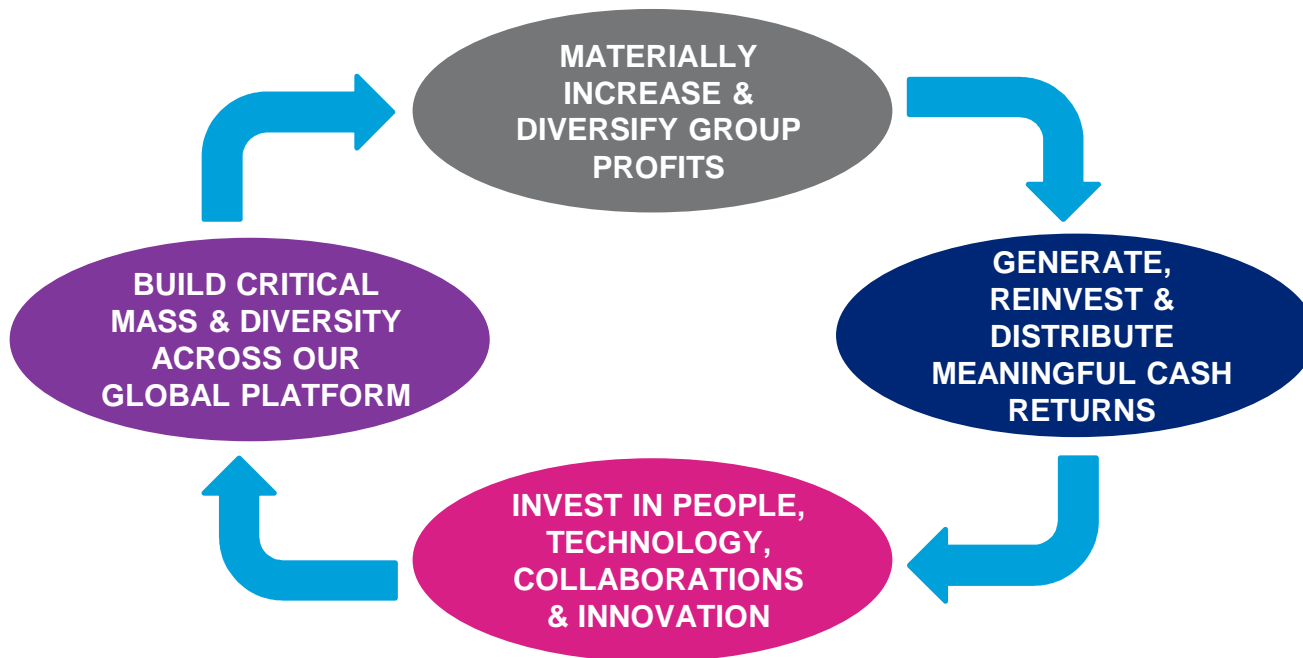 MATERIALLY
INCREASE &
DIVERSIFY GROUP
PROFITS
GENERATE,
REINVEST &
DISTRIBUTE
MEANINGFUL CASH
RETURNS
INVEST IN PEOPLE,
TECHNOLOGY,
COLLABORATIONS
& INNOVATION
BUILD CRITICAL
MASS & DIVERSITY
ACROSS OUR
GLOBAL PLATFORM